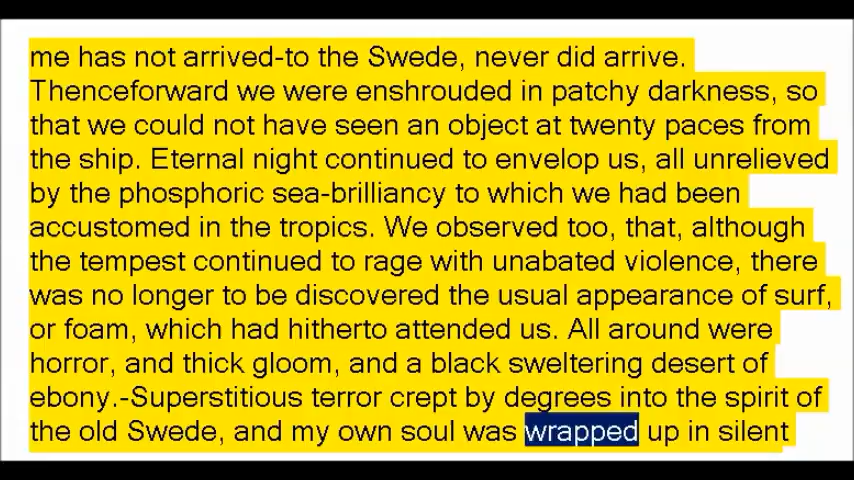 me has not arrived-to the Swede, never did arrive.
Thenceforward we were enshrouded in patchy darkness, so
that we could not have seen an object at twenty paces from
the ship. Eternal night continued to envelop us, all unrelieved
by the phosphoric sea-brilliancy to which we had been
accustomed in the tropics. We observed too, that, although
the tempest continued to rage with unabated violence, there
was no longer to be discovered the usual appearance of surf,
or foam, which had hitherto attended us. All around were
horror, and thick gloom, and a black sweltering desert of
ebony.-Superstitious terror crept by degrees into the spirit of
the old Swede, and my own soul was wrapped up in silent